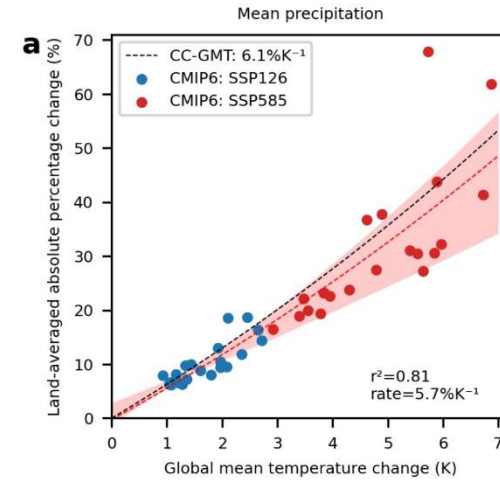 Mean precipitation
a
Land-averaged absolute percentage change (%)
70
60
50
40
30
20
10
0
CC-GMT: 6.1%K⁻¹
CMIP6: SSP126
CMIP6: SSP585
r²=0.81
rate=5.7%K⁻¹
0 1 2 3 4 5 6 7
Global mean temperature change (K)